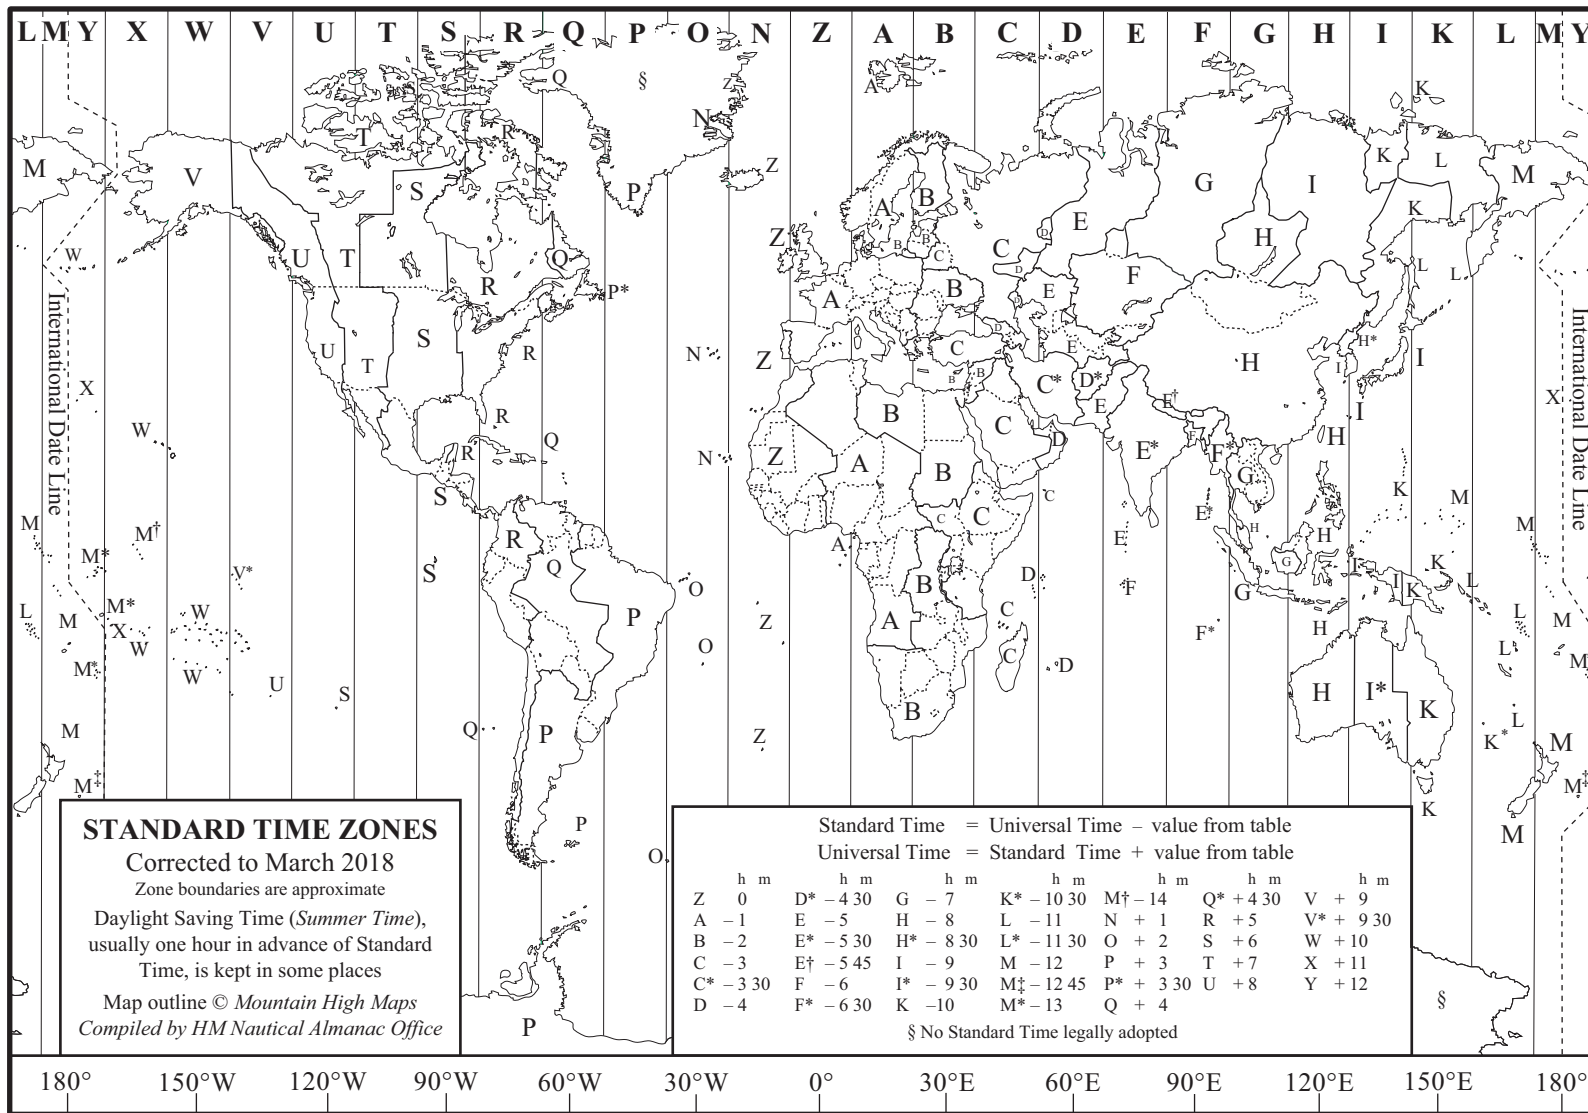 L M Y X W V U T S R Q P O N Z A B C D E F G H I K L M Y
Q
§
Z
A
K
N
T
R
Z
M
V
S
P
A
B
G
I
K
L
M
K
W
U
T
R
Q
Z
B
B
C
C
D
E
H
L
L
P*
D
A
B
D
E
F
International Date Line
International Date Line
U
T
S
R
N
Z
C
D
E
H
H*
I
I
X
B
B
C*
D*
E
E†
I
X
W
R
R
Q
N
Z
A
B
B
C
D
E*
F
F*
G
H
S
M
M†
M*
R
S
Q
V*
A
C
C
C
E*
E
H
H
K
M
M
K
L
M*
M
X
W
W
P
O
Z
B
D
F
G
G
I
I
K
L
L
M
A
C
F*
H
W
M*
W
U
S
O
C
D
H
I*
K
L
L
M*
M
Q
P
Z
B
K*
M
M‡
P
O
K
M
M‡
STANDARD TIME ZONES
Corrected to March 2018
Zone boundaries are approximate
Daylight Saving Time (Summer Time),
usually one hour in advance of Standard
Time, is kept in some places
Map outline © Mountain High Maps
Compiled by HM Nautical Almanac Office
Standard Time = Universal Time – value from table
Universal Time = Standard Time + value from table
h m h m h m h m h m h m h m
Z 0 D* – 4 30 G – 7 K* – 10 30 M† – 14 Q* + 4 30 V + 9
A – 1 E – 5 H – 8 L – 11 N + 1 R + 5 V* + 9 30
B – 2 E* – 5 30 H* – 8 30 L* – 11 30 O + 2 S + 6 W + 10
C – 3 E† – 5 45 I – 9 M – 12 P + 3 T + 7 X + 11
C* – 3 30 F – 6 I* – 9 30 M‡ – 12 45 P* + 3 30 U + 8 Y + 12
D – 4 F* – 6 30 K –10 M* – 13 Q + 4
§ No Standard Time legally adopted
P
§
180° 150°W 120°W 90°W 60°W 30°W 0° 30°E 60°E 90°E 120°E 150°E 180°